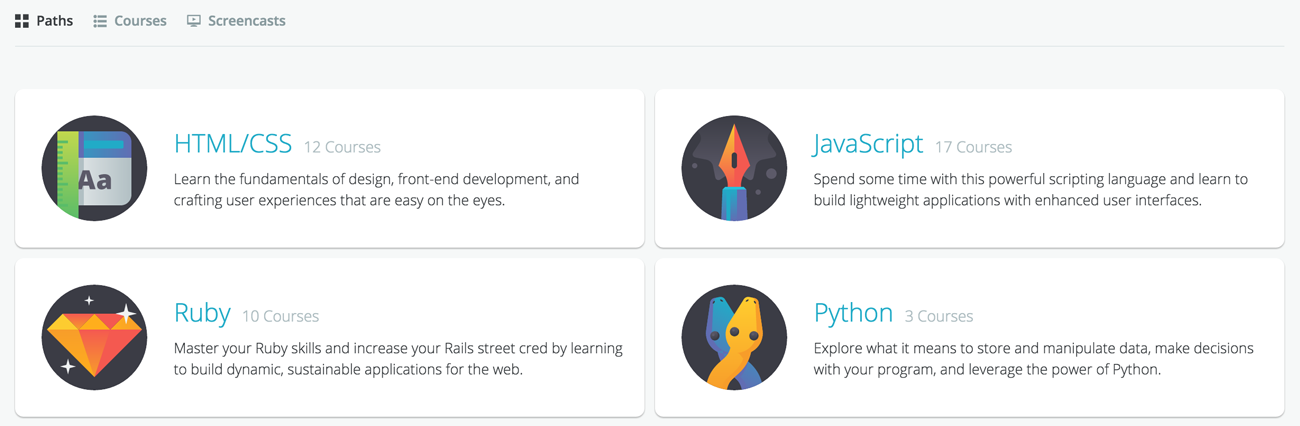 Paths Courses Screencasts
HTML/CSS 12 Courses
Learn the fundamentals of design, front-end development, and
crafting user experiences that are easy on the eyes.
Aa
JavaScript 17 Courses
Spend some time with this powerful scripting language and learn to
build lightweight applications with enhanced user interfaces.
Ruby 10 Courses
Master your Ruby skills and increase your Rails street cred by learning
to build dynamic, sustainable applications for the web.
Python 3 Courses
Explore what it means to store and manipulate data, make decisions
with your program, and leverage the power of Python.